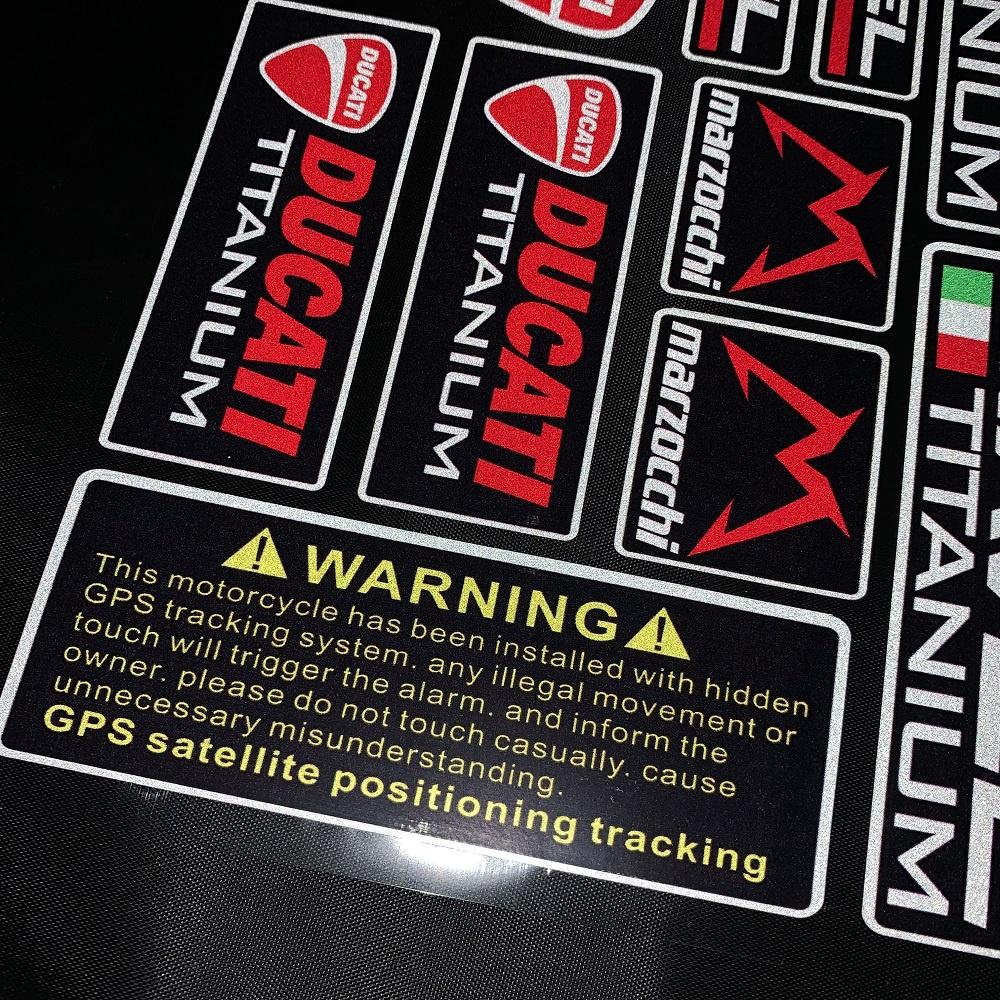 DUCATI
DUCATI
TITANIUM
DUCATI
DUCATI
TITANIUM
marzocchi
marzocchi
TITANIUM
WARNING
This motorcycle has been installed with hidden
GPS tracking system. any illegal movement or
touch will trigger the alarm. and inform the
owner. please do not touch casually. cause
unnecessary misunderstanding.
GPS satellite positioning tracking